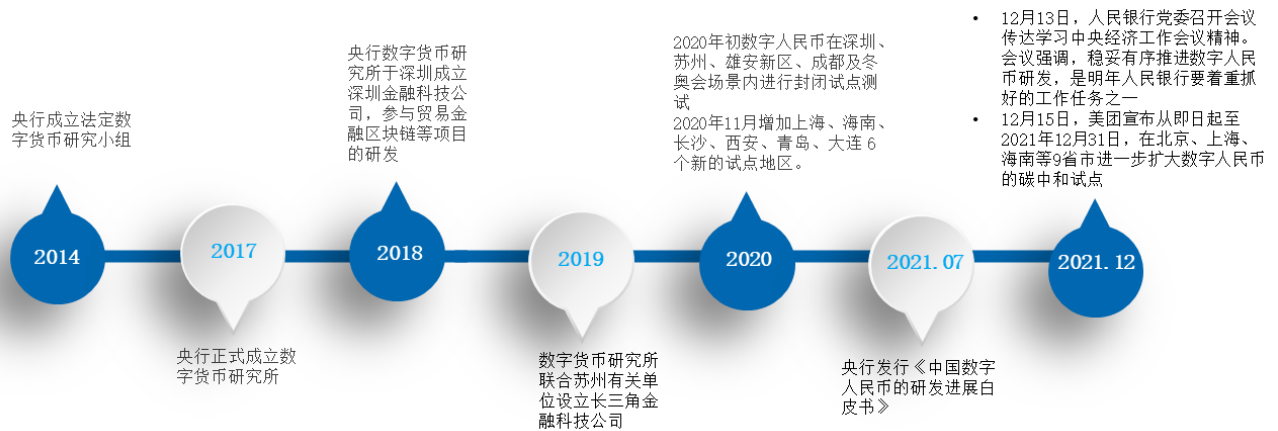 央行成立法定数
字货币研究小组
2014
2017
央行正式成立数
字货币研究所
央行数字货币研
究所于深圳成立
深圳金融科技公
司，参与贸易金
融区块链等项目
的研发
2018
2019
数字货币研究所
联合苏州有关单
位设立长三角金
融科技公司
2020年初数字人民币在深圳、
苏州、雄安新区、成都及冬
奥会场景内进行封闭试点测
试
2020年11月增加上海、海南、
长沙、西安、青岛、大连 6
个新的试点地区。
2020
2021.07
央行发行《中国数字
人民币的研发进展白
皮书》
• 12月13日，人民银行党委召开会议
传达学习中央经济工作会议精神。
会议强调，稳妥有序推进数字人民
币研发，是明年人民银行要着重抓
好的工作任务之一
• 12月15日，美团宣布从即日起至
2021年12月31日，在北京、上海、
海南等9省市进一步扩大数字人民币
的碳中和试点
2021.12